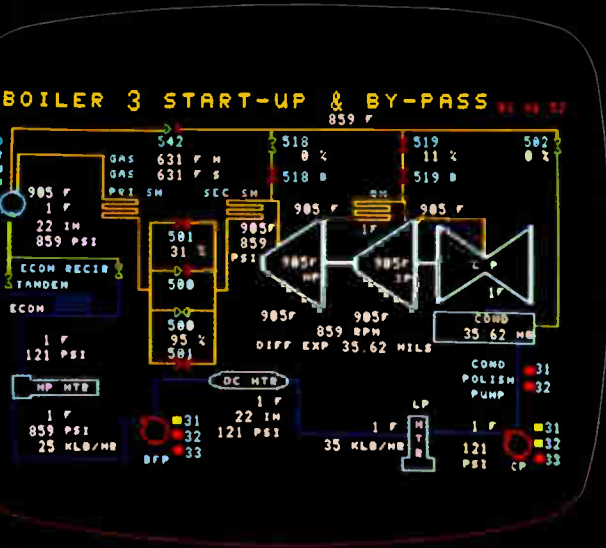 BOILER 3 START-UP & BY-PASS
859 F
542
518
0 %
518 B
519
11 %
519 B
502
0 %
GAS 631 F N
GAS 631 F S
PRI SH
SEC SH
RH
905 F
1 F
22 IN
859 PSI
905F
859
PSI
905 F
1F
905 F
501
31 %
500
500
95 %
501
905F
HP
905F
IP
LP
1F
ECON RECIR
TANDEM
ECON
905F
905F
859 RPM
DIFF EXP 35.62 MILS
COND
35.62 HG
1 F
121 PSI
COND
POLISH
PUMP
31
32
HP HTR
DC HTR
1 F
859 PSI
25 KLB/HR
BFP
31
32
33
1 F
22 IN
121 PSI
LP
HTR
1 F
35 KLB/HR
1 F
121
PSI
CP
31
32
33